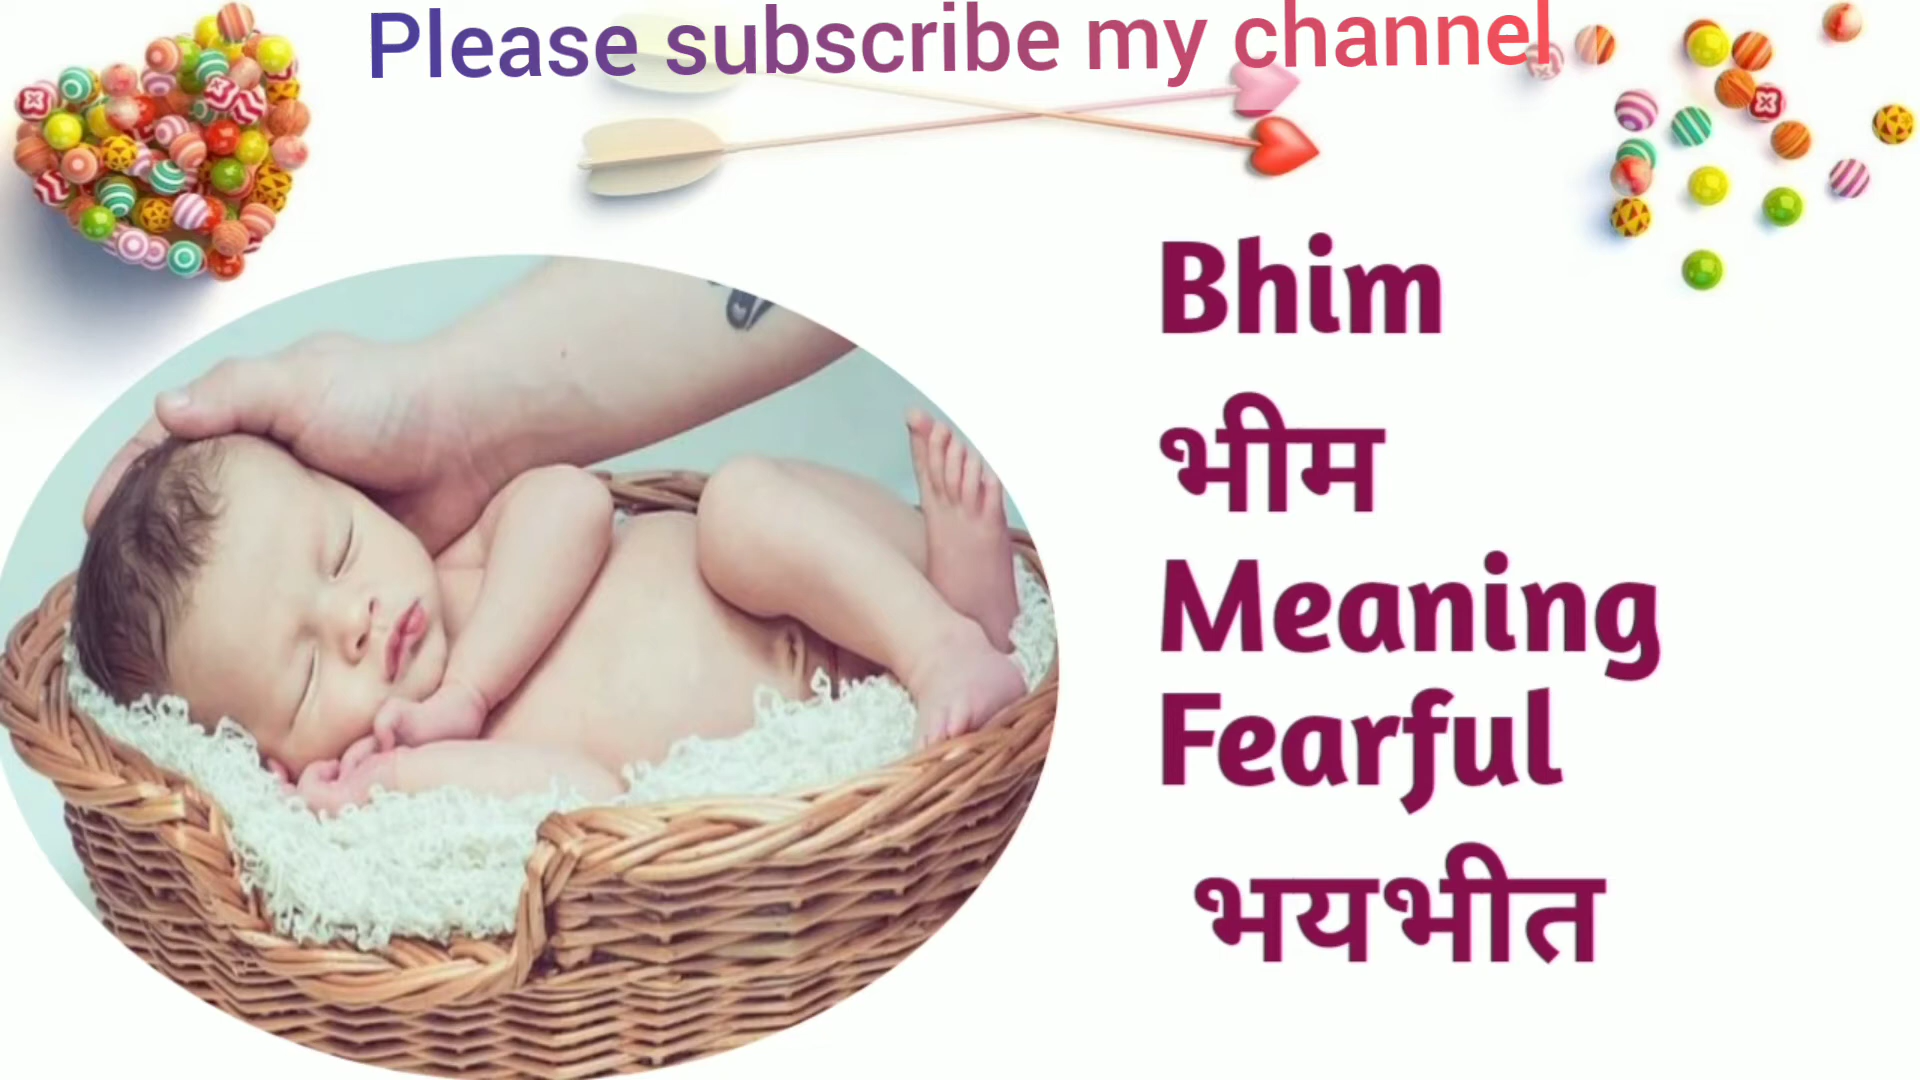 Please subscribe my channel
Bhim
भीम
Meaning
Fearful
भयभीत